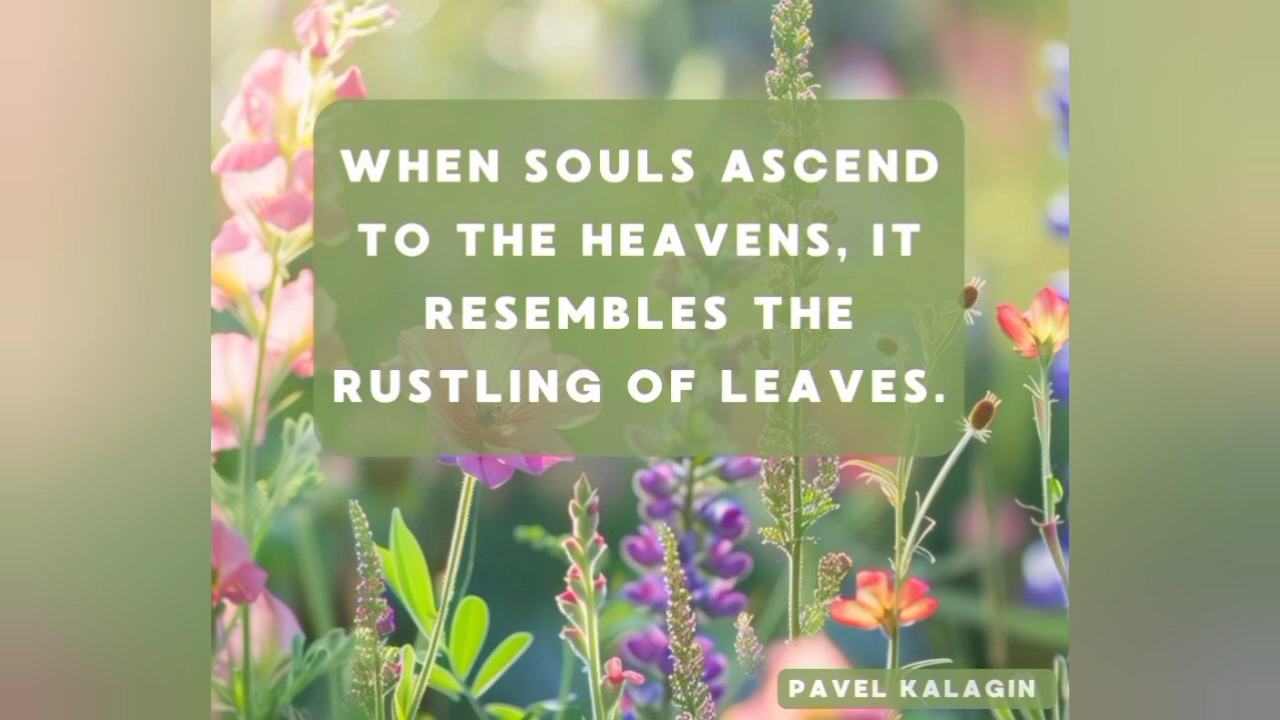 WHEN SOULS ASCEND
TO THE HEAVENS, IT
RESEMBLES THE
RUSTLING OF LEAVES.
PAVEL KALAGIN